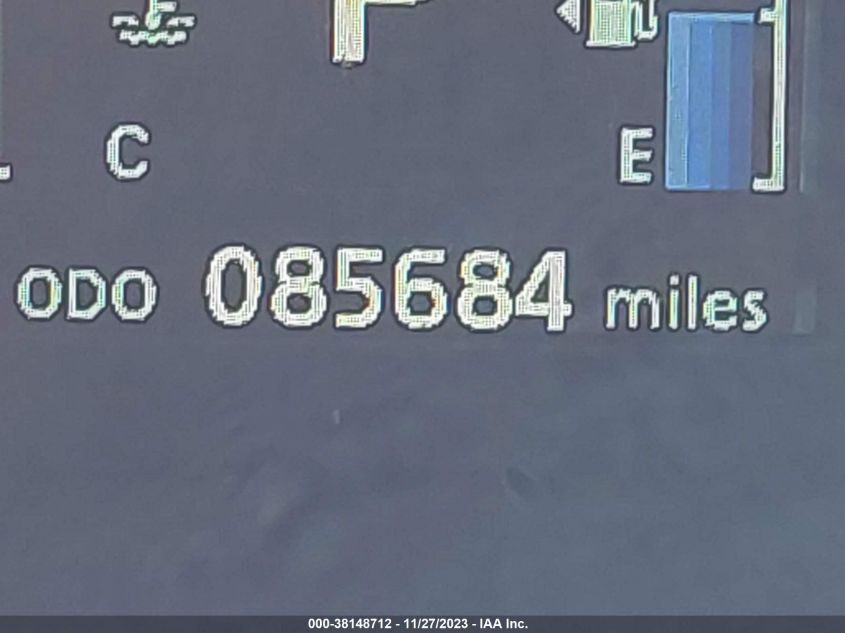 C
E
ODO 085684 miles
000-38148712 - 11/27/2023 - IAA Inc.